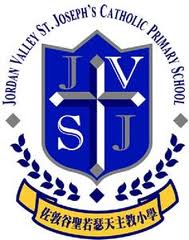 JORDAN VALLEY ST. JOSEPH'S CATHOLIC PRIMARY SCHOOL
J V
S J
佐敦谷聖若瑟天主教小學